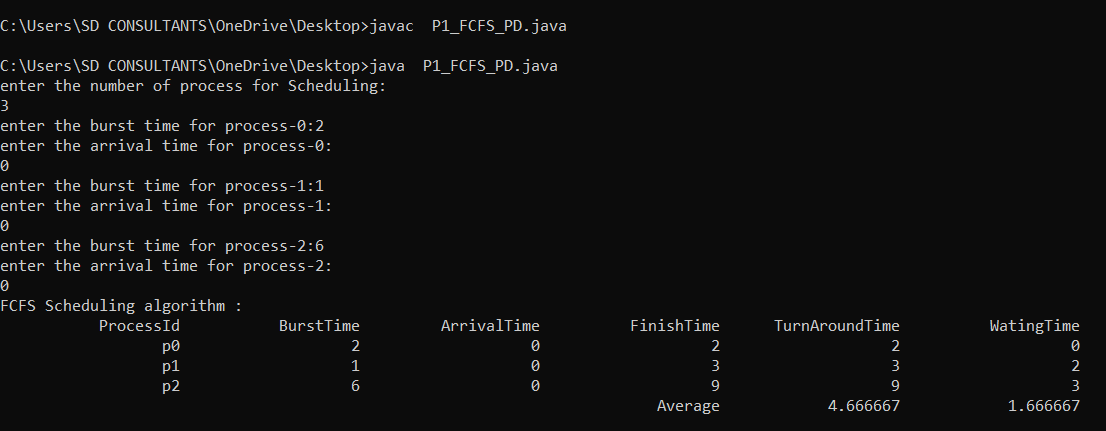 C:\Users\SD CONSULTANTS\OneDrive\Desktop>javac  P1_FCFS_PD.java
C:\Users\SD CONSULTANTS\OneDrive\Desktop>java  P1_FCFS_PD.java
enter the number of process for Scheduling:
3
enter the burst time for process-0:2
enter the arrival time for process-0:
0
enter the burst time for process-1:1
enter the arrival time for process-1:
0
enter the burst time for process-2:6
enter the arrival time for process-2:
0
FCFS Scheduling algorithm :
ProcessId BurstTime ArrivalTime FinishTime TurnAroundTime WatingTime
p0 2 0 2 2 0
p1 1 0 3 3 2
p2 6 0 9 9 3
Average 4.666667 1.666667